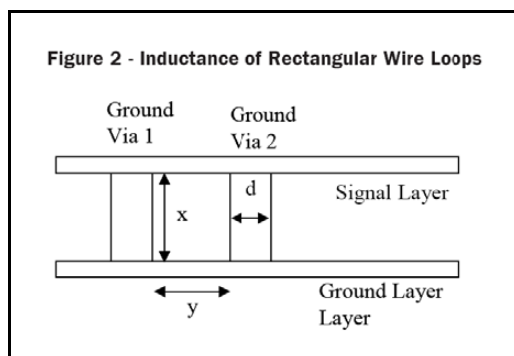 Figure 2 - Inductance of Rectangular Wire Loops
Ground
Via 1
Ground
Via 2
d
Signal Layer
x
y
Ground Layer
Layer